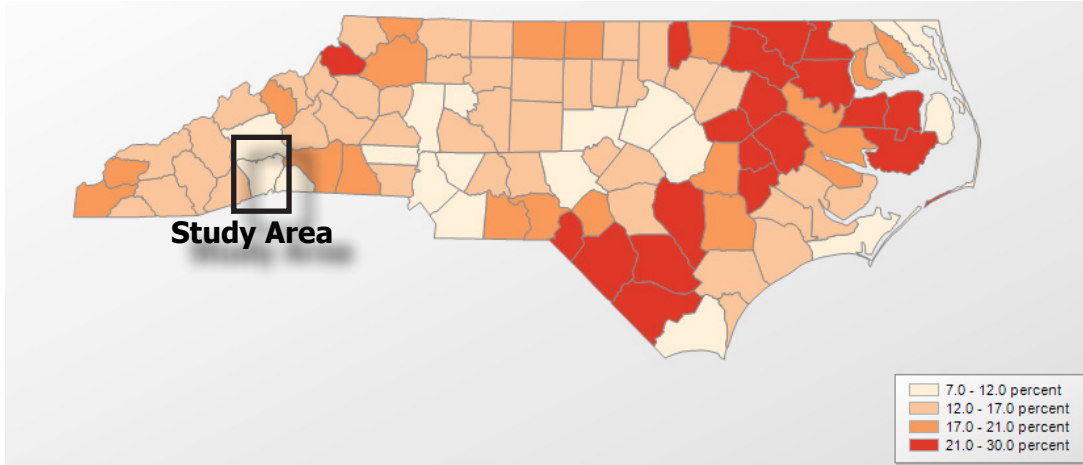 Study Area
7.0 - 12.0 percent
12.0 - 17.0 percent
17.0 - 21.0 percent
21.0 - 30.0 percent